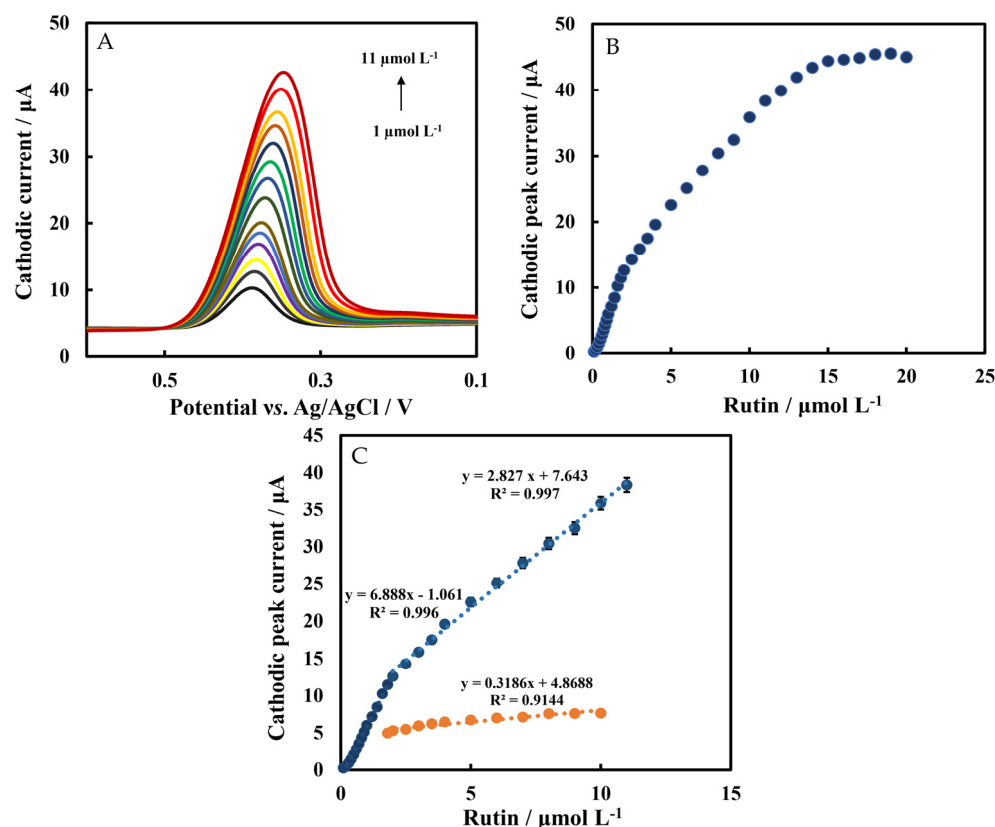 A
50
40
30
20
10
0
Cathodic current / µA
11 µmol L-1
1 µmol L-1
0.5
0.3
0.1
Potential vs. Ag/AgCl / V
B
50
40
30
20
10
0
Cathodic peak current / µA
0
5
10
15
20
25
Rutin / µmol L-1
C
45
40
35
30
25
20
15
10
5
0
Cathodic peak current / µA
y = 2.827 x + 7.643
R² = 0.997
y = 6.888x - 1.061
R² = 0.996
y = 0.3186x + 4.8688
R² = 0.9144
0
5
10
15
Rutin / µmol L-1